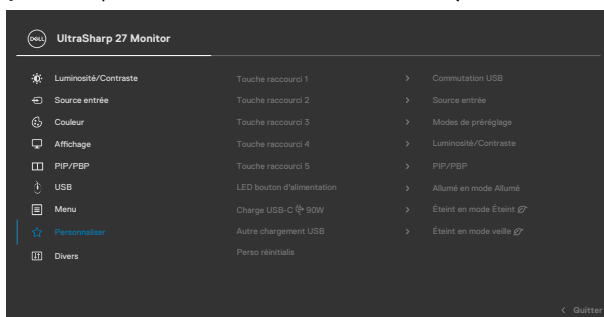 DELL UltraSharp 27 Monitor
Luminosité/Contraste Touche raccourci 1 > Commutation USB
Source entrée Touche raccourci 2 > Source entrée
Couleur Touche raccourci 3 > Modes de préréglage
Affichage Touche raccourci 4 > Luminosité/Contraste
PIP/PBP Touche raccourci 5 > PIP/PBP
USB LED bouton d'alimentation > Allumé en mode Allumé
Menu Charge USB-C 90W > Éteint en mode Éteint
Personnaliser Autre chargement USB > Éteint en mode veille
Divers Perso réinitialis
< Quitter